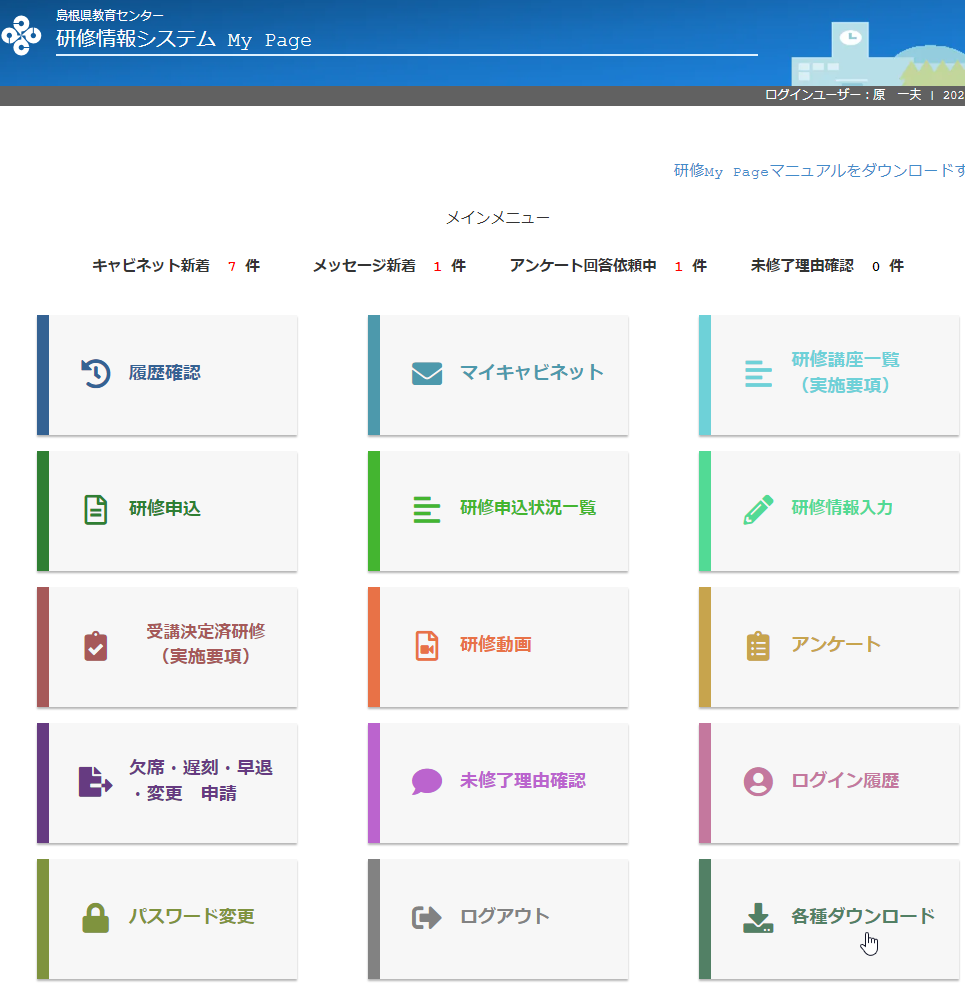 島根県教育センター
研修情報システム My Page
ログインユーザー：原　一夫 | 202
研修My Pageマニュアルをダウンロードす
メインメニュー
キャビネット新着 7 件 メッセージ新着 1 件 アンケート回答依頼中 1 件 未修了理由確認 0 件
履歴確認
マイキャビネット
研修講座一覧
（実施要項）
研修申込
研修申込状況一覧
研修情報入力
受講決定済研修
（実施要項）
研修動画
アンケート
欠席・遅刻・早退
・変更　申請
未修了理由確認
ログイン履歴
パスワード変更
ログアウト
各種ダウンロード